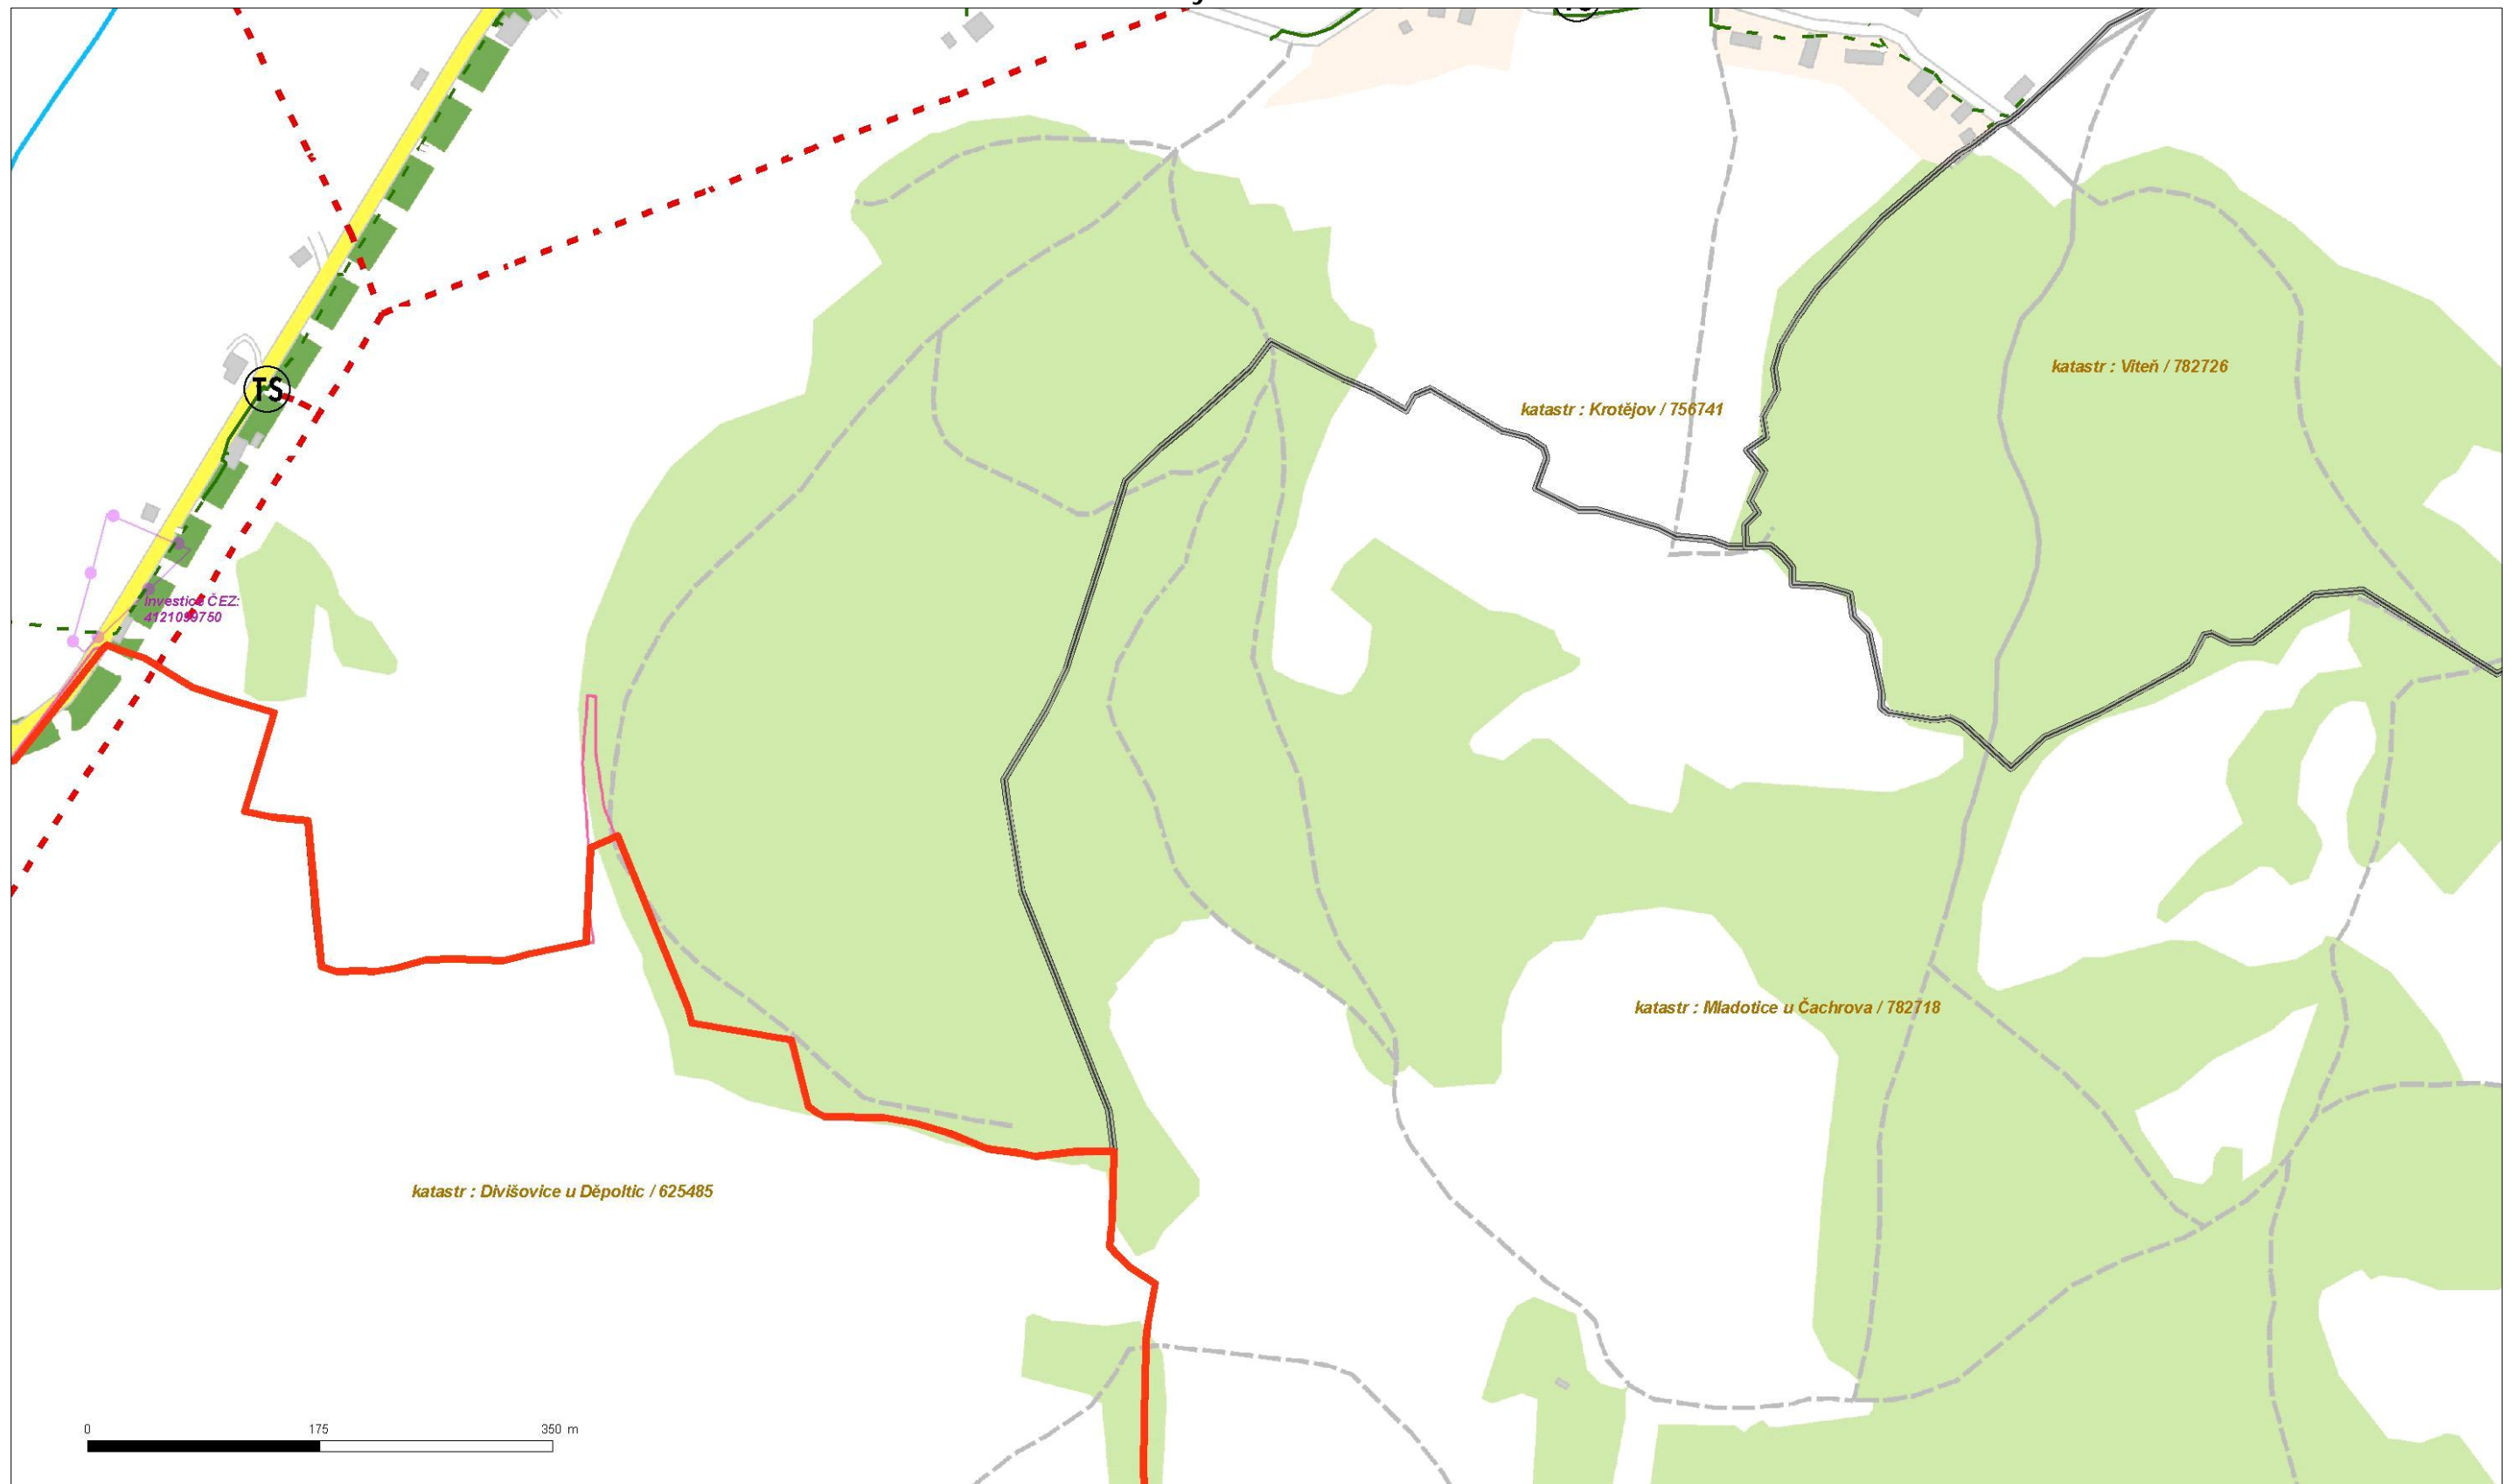 katastr : Viteň / 782726
TS
katastr : Krotějov / 756741
Investice ČEZ:
4121099750
katastr : Mladotice u Čachrova / 782718
katastr : Divišovice u Děpoltic / 625485
0 175 350 m